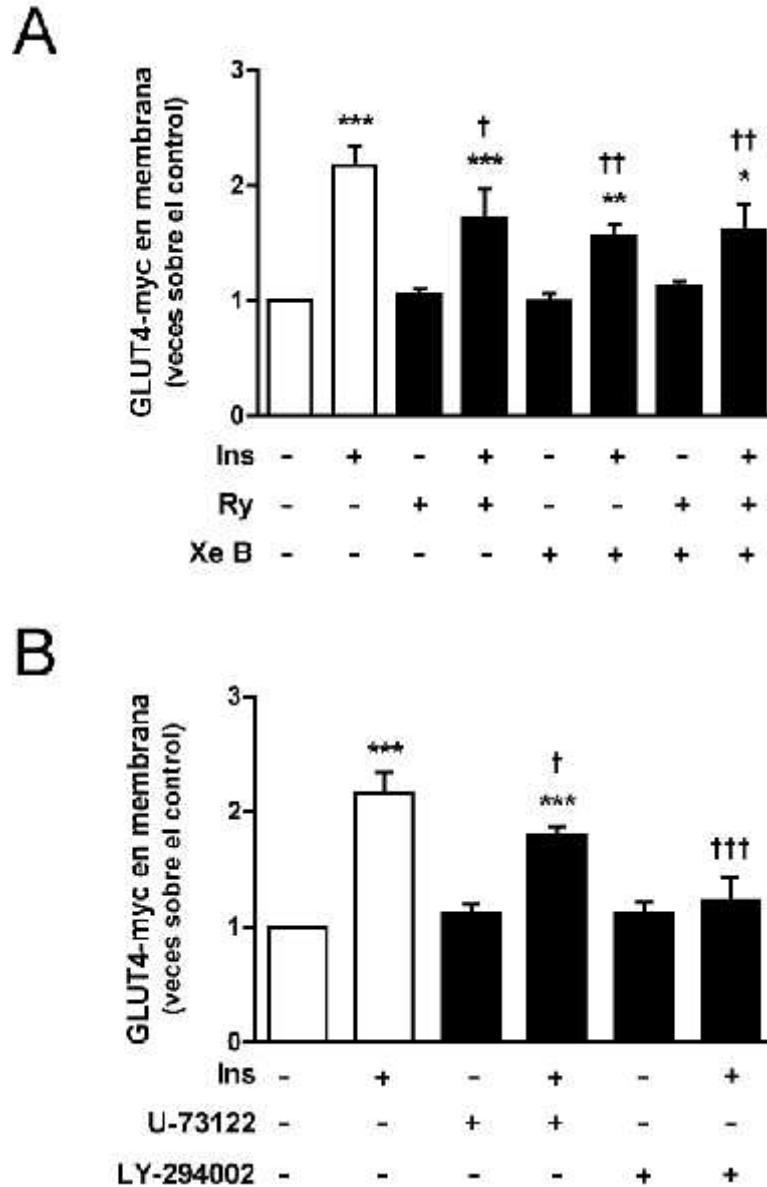 A
GLUT4-myc en membrana
(veces sobre el control)
3
2
1
0
***
†
***
††
**
††
*
Ins - + - + - + - +
Ry - - + + - - + +
Xe B - - - - + + + +
B
GLUT4-myc en membrana
(veces sobre el control)
3
2
1
0
***
†
***
†††
Ins - + - + - +
U-73122 - - + + - -
LY-294002 - - - - + +